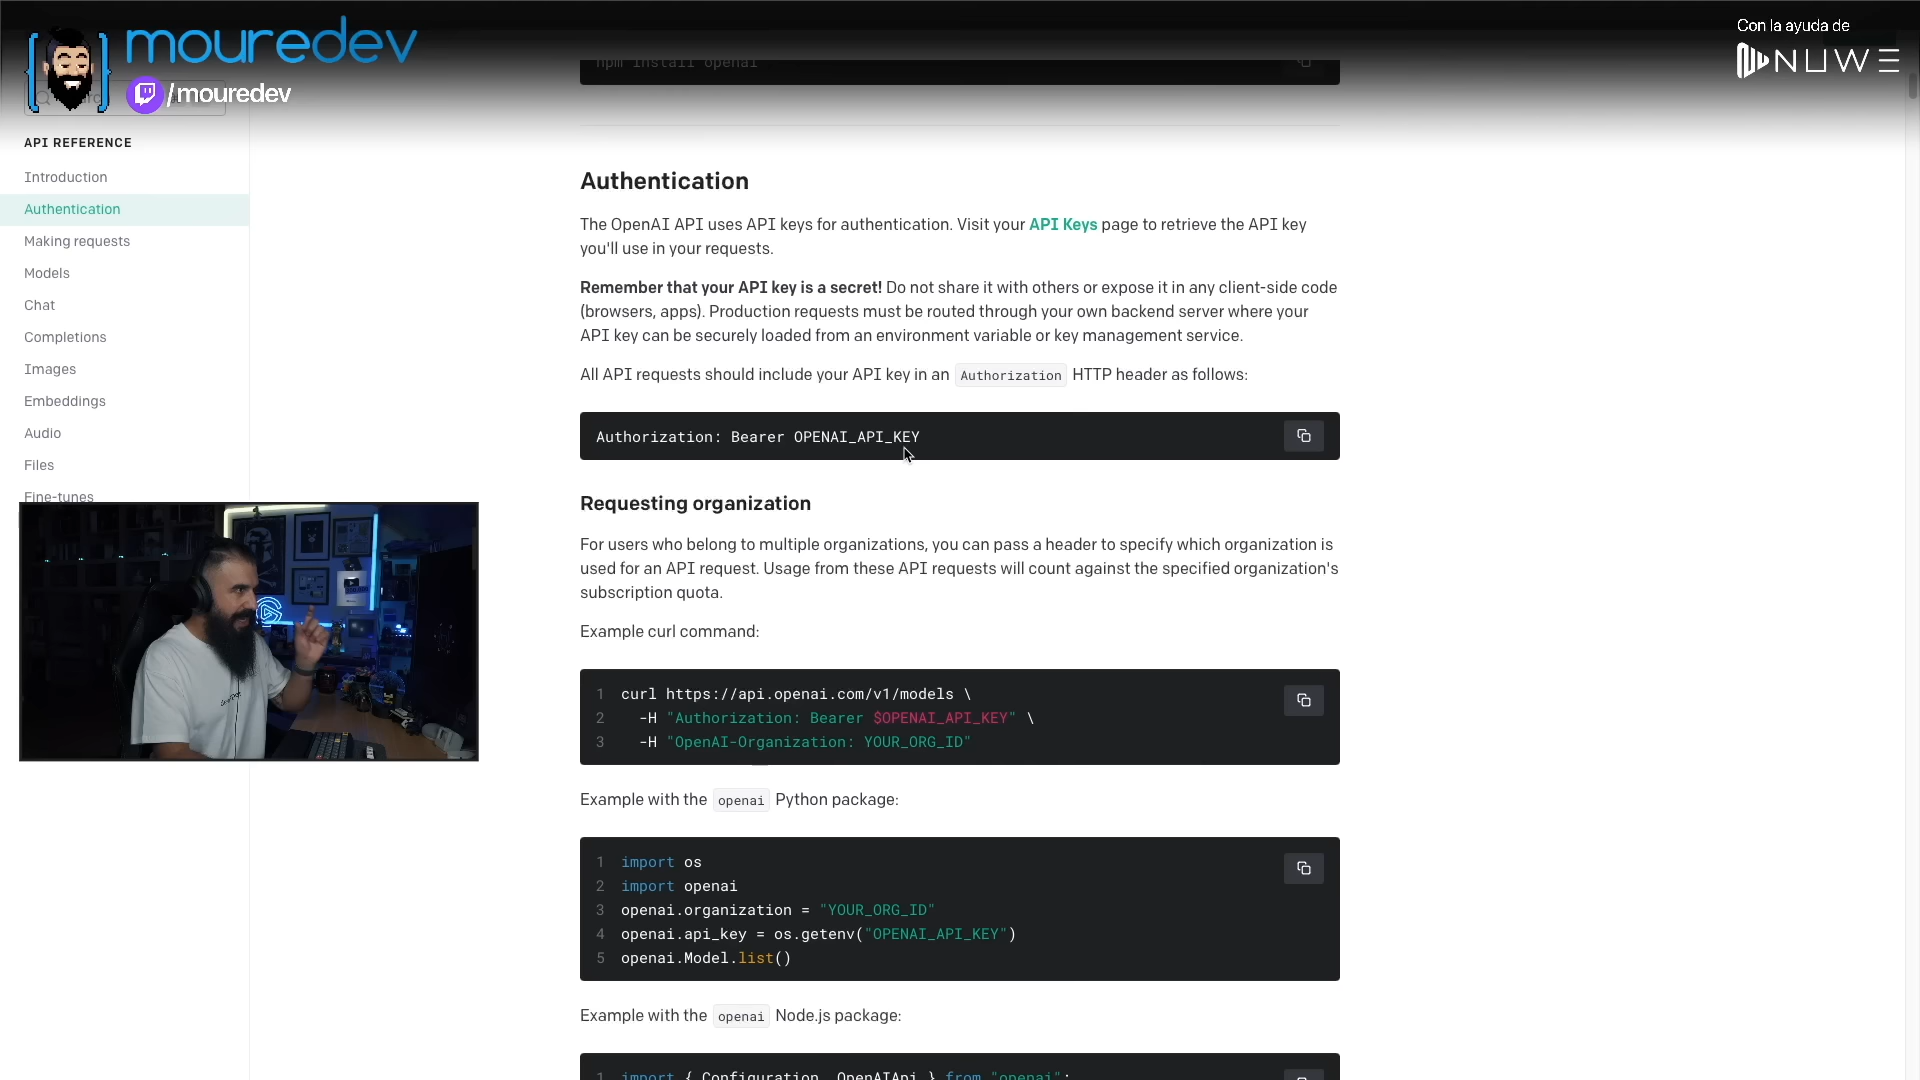 mouredev
/mouredev
Con la ayuda de
NUWE
npm install openai
API REFERENCE
Introduction
Authentication
Making requests
Models
Chat
Completions
Images
Embeddings
Audio
Files
Fine-tunes
Authentication
The OpenAI API uses API keys for authentication. Visit your API Keys page to retrieve the API key
you'll use in your requests.
Remember that your API key is a secret! Do not share it with others or expose it in any client-side code
(browsers, apps). Production requests must be routed through your own backend server where your
API key can be securely loaded from an environment variable or key management service.
All API requests should include your API key in an Authorization HTTP header as follows:
Authorization: Bearer OPENAI_API_KEY
Requesting organization
For users who belong to multiple organizations, you can pass a header to specify which organization is
used for an API request. Usage from these API requests will count against the specified organization's
subscription quota.
Example curl command:
1 curl https://api.openai.com/v1/models \
2 -H "Authorization: Bearer $OPENAI_API_KEY" \
3 -H "OpenAI-Organization: YOUR_ORG_ID"
Example with the openai Python package:
1 import os
2 import openai
3 openai.organization = "YOUR_ORG_ID"
4 openai.api_key = os.getenv("OPENAI_API_KEY")
5 openai.Model.list()
Example with the openai Node.js package:
1 import { Configuration, OpenAIApi } from "openai";